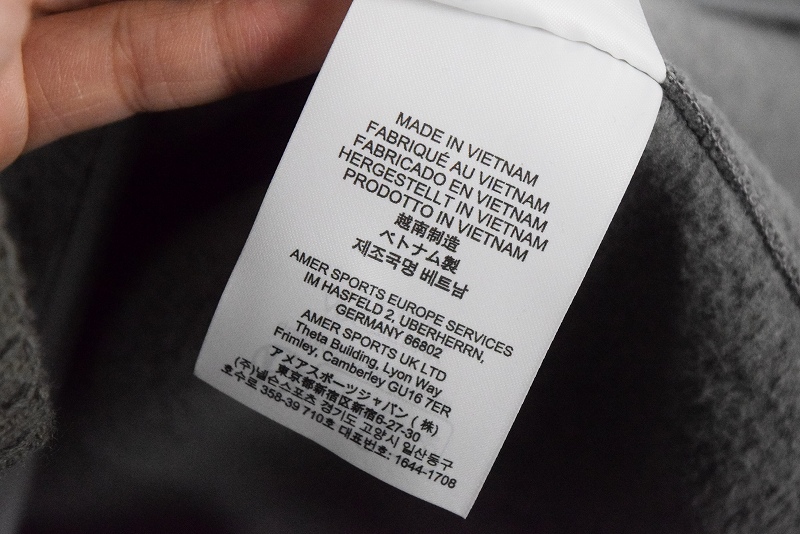 MADE IN VIETNAM
FABRIQUÉ AU VIETNAM
FABRICADO EN VIETNAM
HERGESTELLT IN VIETNAM
PRODOTTO IN VIETNAM
越南制造
ベトナム製
제조국명 베트남
AMER SPORTS EUROPE SERVICES
IM HASFELD 2, UBERHERRN,
GERMANY 66802
AMER SPORTS UK LTD
Theta Building, Lyon Way
Frimley, Camberley GU16 7ER
アメアスポーツジャパン (株)
東京都新宿区新宿6-27-30
(주)넬슨스포츠 경기도 고양시 일산동구
호수로 358-39 710호 대표번호: 1644-1708